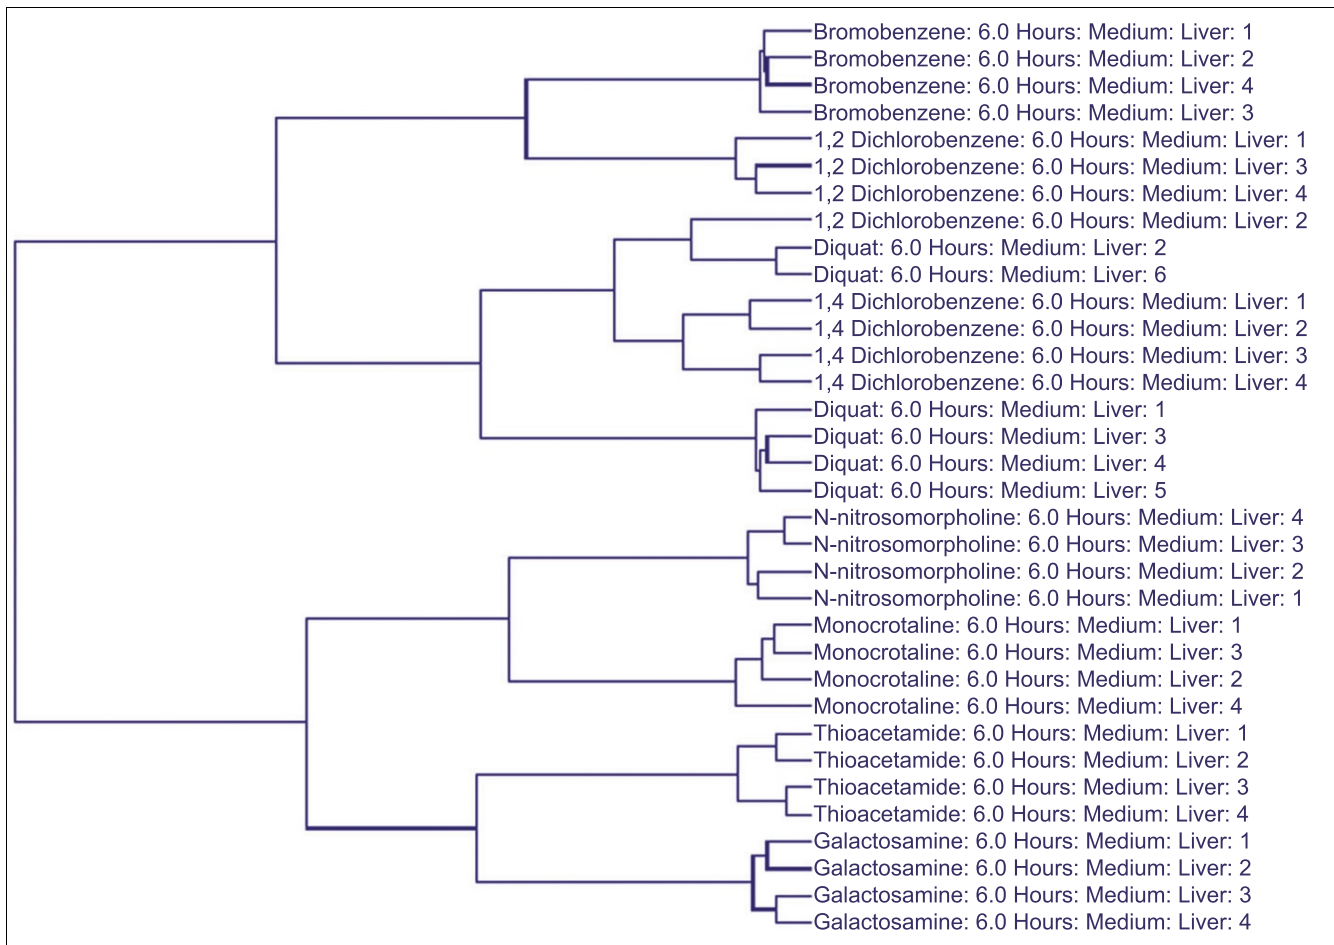 Bromobenzene: 6.0 Hours: Medium: Liver: 1
Bromobenzene: 6.0 Hours: Medium: Liver: 2
Bromobenzene: 6.0 Hours: Medium: Liver: 4
Bromobenzene: 6.0 Hours: Medium: Liver: 3
1,2 Dichlorobenzene: 6.0 Hours: Medium: Liver: 1
1,2 Dichlorobenzene: 6.0 Hours: Medium: Liver: 3
1,2 Dichlorobenzene: 6.0 Hours: Medium: Liver: 4
1,2 Dichlorobenzene: 6.0 Hours: Medium: Liver: 2
Diquat: 6.0 Hours: Medium: Liver: 2
Diquat: 6.0 Hours: Medium: Liver: 6
1,4 Dichlorobenzene: 6.0 Hours: Medium: Liver: 1
1,4 Dichlorobenzene: 6.0 Hours: Medium: Liver: 2
1,4 Dichlorobenzene: 6.0 Hours: Medium: Liver: 3
1,4 Dichlorobenzene: 6.0 Hours: Medium: Liver: 4
Diquat: 6.0 Hours: Medium: Liver: 1
Diquat: 6.0 Hours: Medium: Liver: 3
Diquat: 6.0 Hours: Medium: Liver: 4
Diquat: 6.0 Hours: Medium: Liver: 5
N-nitrosomorpholine: 6.0 Hours: Medium: Liver: 4
N-nitrosomorpholine: 6.0 Hours: Medium: Liver: 3
N-nitrosomorpholine: 6.0 Hours: Medium: Liver: 2
N-nitrosomorpholine: 6.0 Hours: Medium: Liver: 1
Monocrotaline: 6.0 Hours: Medium: Liver: 1
Monocrotaline: 6.0 Hours: Medium: Liver: 3
Monocrotaline: 6.0 Hours: Medium: Liver: 2
Monocrotaline: 6.0 Hours: Medium: Liver: 4
Thioacetamide: 6.0 Hours: Medium: Liver: 1
Thioacetamide: 6.0 Hours: Medium: Liver: 2
Thioacetamide: 6.0 Hours: Medium: Liver: 3
Thioacetamide: 6.0 Hours: Medium: Liver: 4
Galactosamine: 6.0 Hours: Medium: Liver: 1
Galactosamine: 6.0 Hours: Medium: Liver: 2
Galactosamine: 6.0 Hours: Medium: Liver: 3
Galactosamine: 6.0 Hours: Medium: Liver: 4